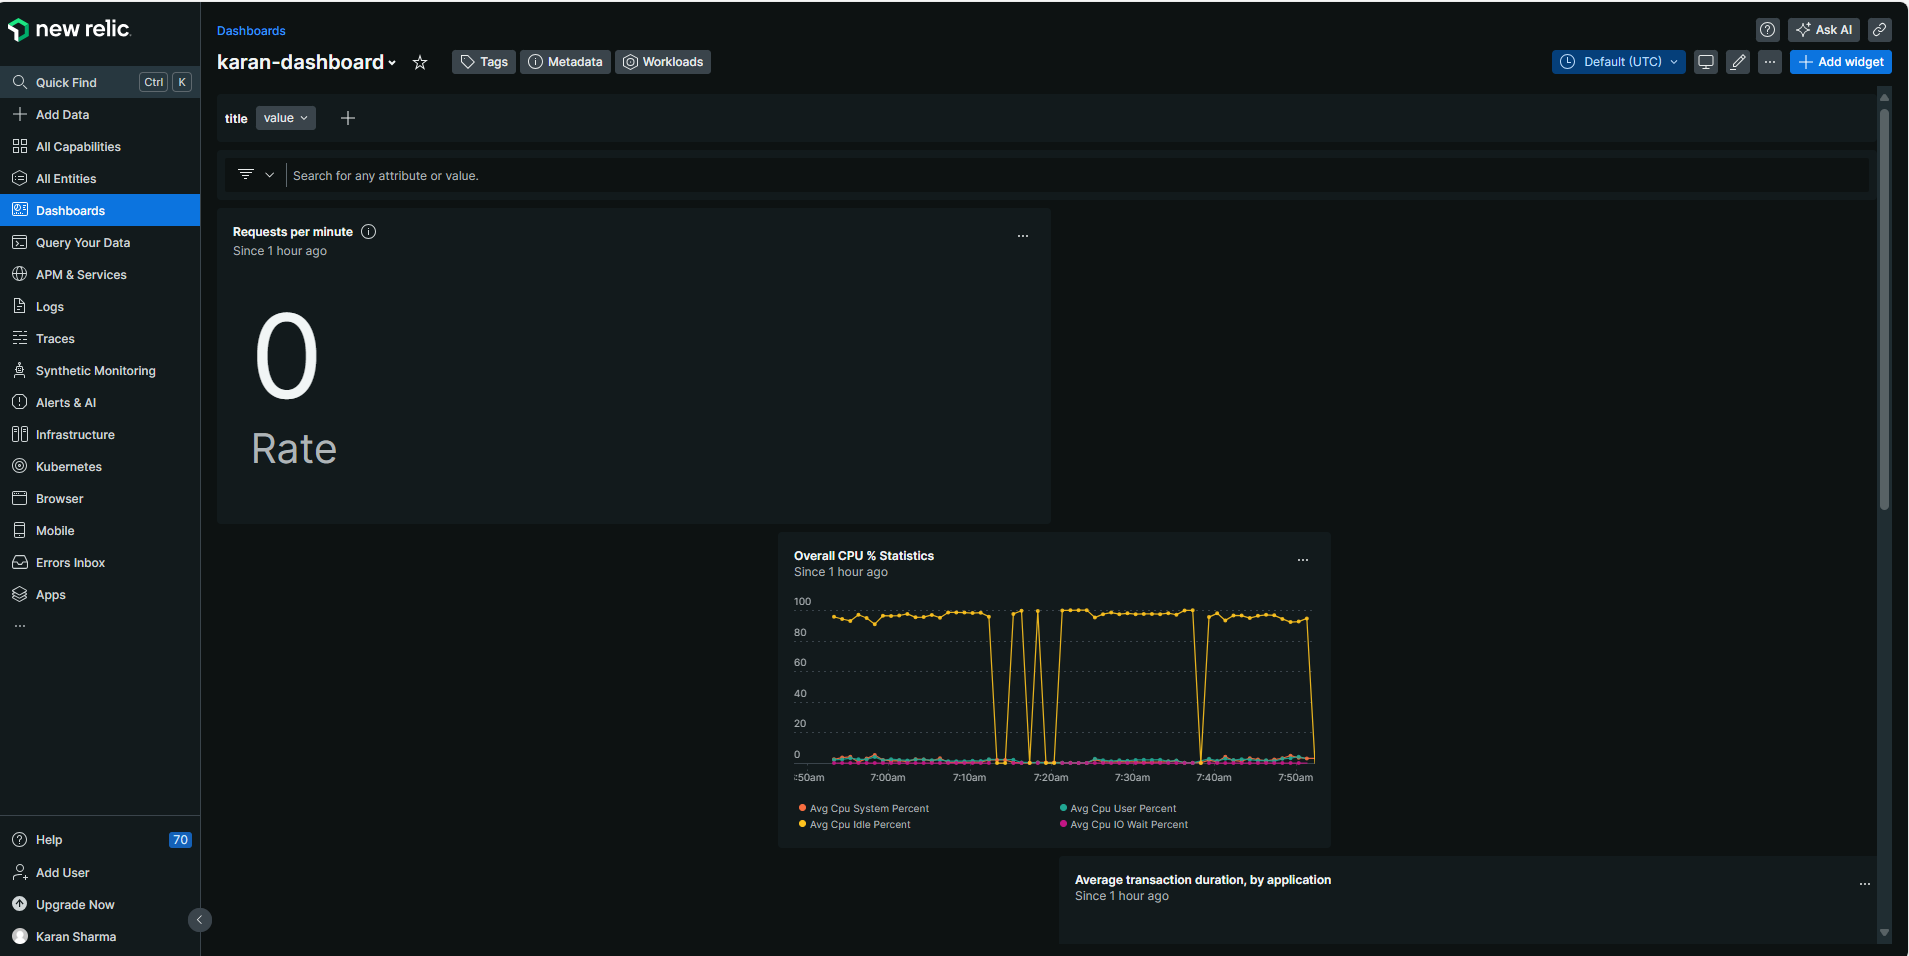 new relic.
Quick Find Ctrl K
Add Data
All Capabilities
All Entities
Dashboards
Query Your Data
APM & Services
Logs
Traces
Synthetic Monitoring
Alerts & AI
Infrastructure
Kubernetes
Browser
Mobile
Errors Inbox
Apps
...
Help 70
Add User
Upgrade Now
Karan Sharma
Dashboards
Ask AI
karan-dashboard
Tags Metadata Workloads
Default (UTC) ... Add widget
title value
Search for any attribute or value.
Requests per minute
Since 1 hour ago
...
0
Rate
Overall CPU % Statistics
Since 1 hour ago
...
100
80
60
40
20
0
:50am 7:00am 7:10am 7:20am 7:30am 7:40am 7:50am
Avg Cpu System Percent Avg Cpu User Percent
Avg Cpu Idle Percent Avg Cpu IO Wait Percent
Average transaction duration, by application
Since 1 hour ago
...